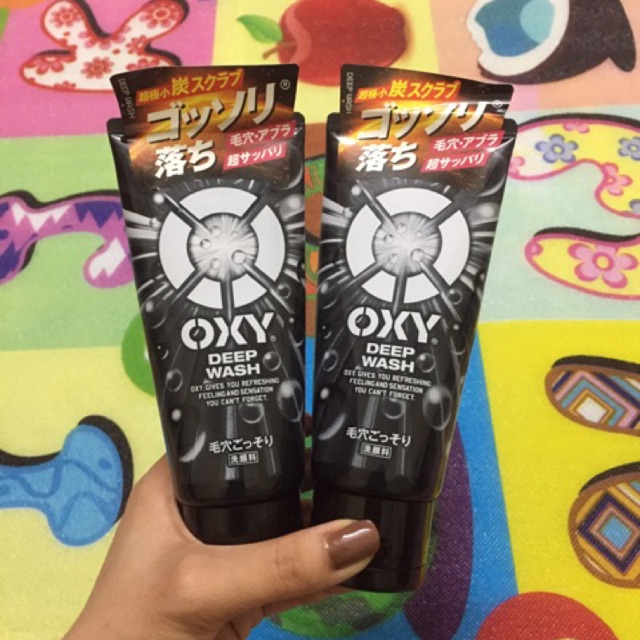 DEEP WASH
超極小炭スクラブ
ゴッソリ®
落ち
毛穴・アブラ
超サッパリ
OXY®
DEEP
WASH
OXY GIVES YOU REFRESHING
FEELING AND SENSATION
YOU CAN'T FORGET.
毛穴ごっそり
洗顔料
DEEP WASH
超極小炭スクラブ
ゴッソリ
落ち
毛穴・アブラ
超サッパリ
OXY®
DEEP
WASH
OXY GIVES YOU REFRESHING
FEELING AND SENSATION
YOU CAN'T FORGET.
毛穴ごっそり
洗顔料